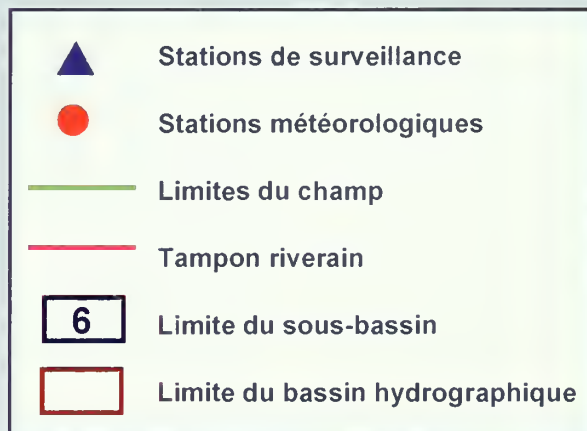 Stations de surveillance
Stations météorologiques
Limites du champ
Tampon riverain
6 Limite du sous-bassin
Limite du bassin hydrographique